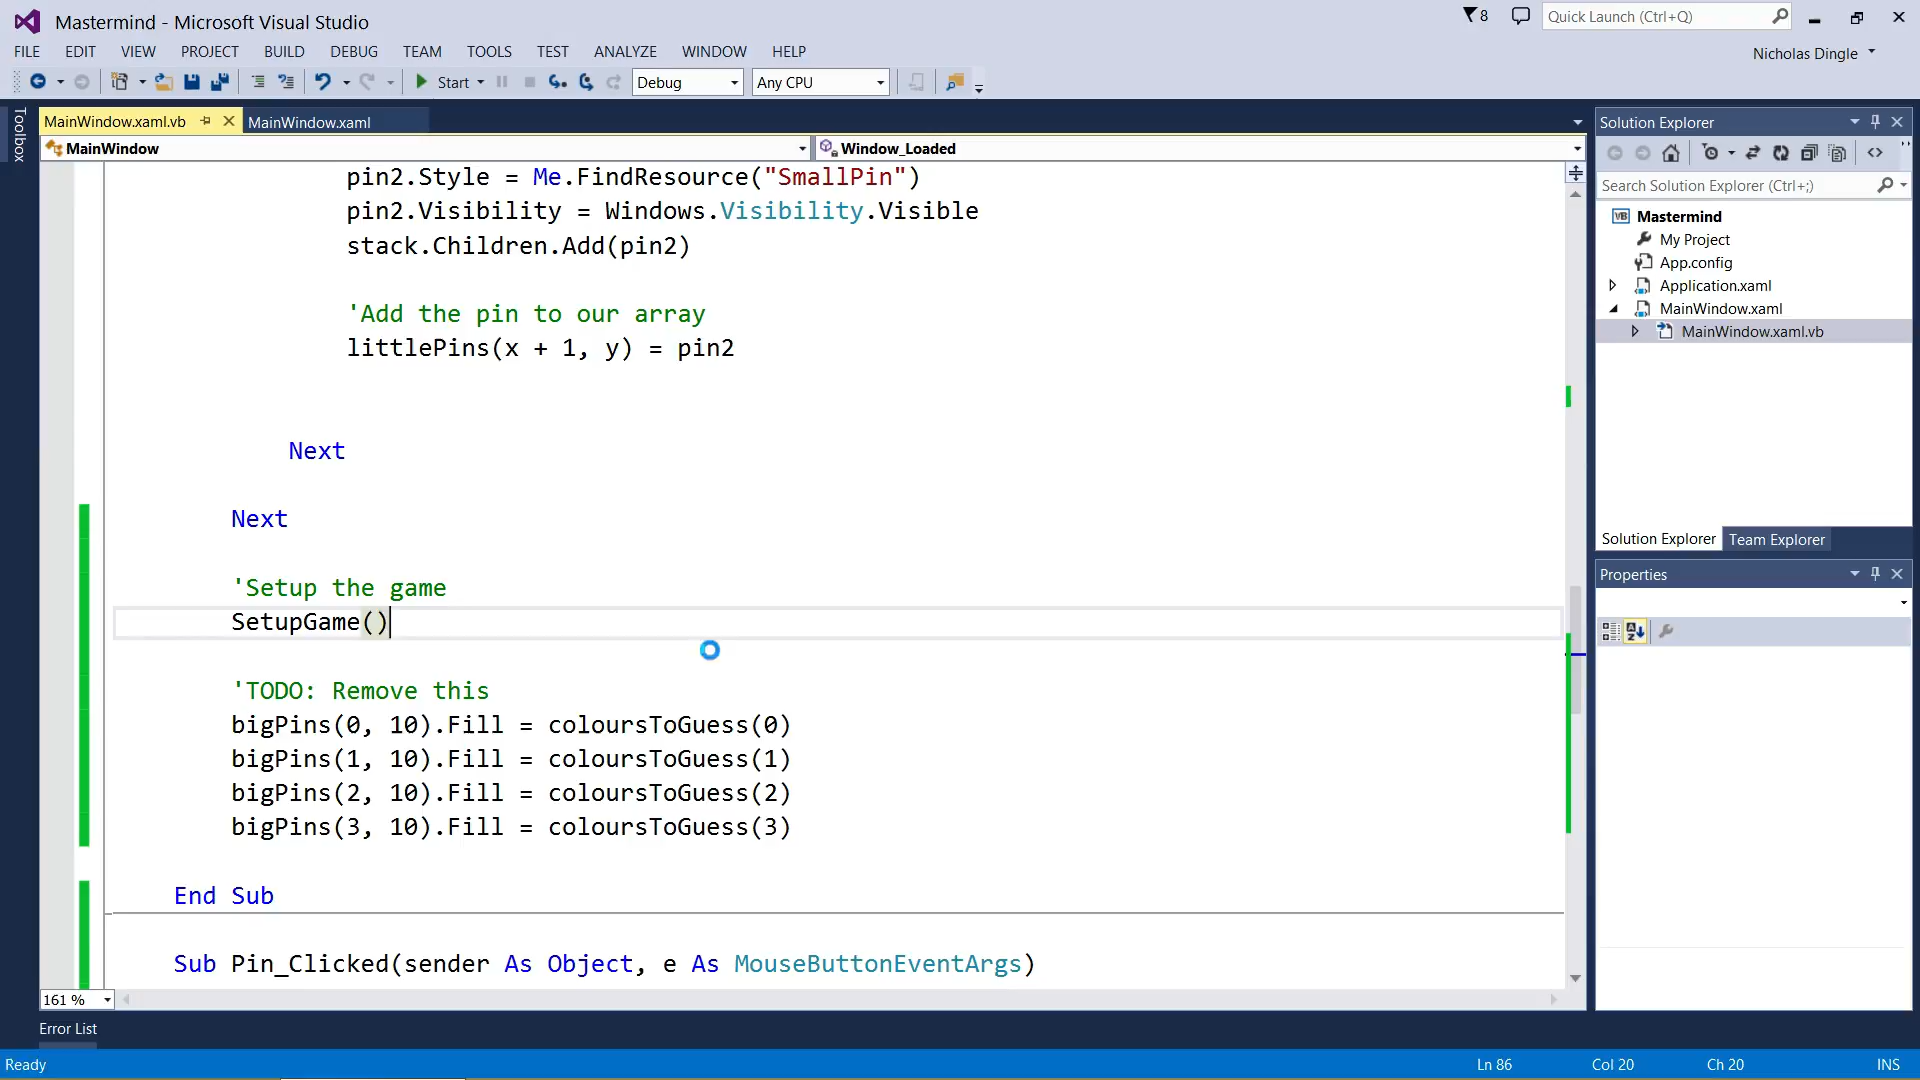 Mastermind - Microsoft Visual Studio
8
Quick Launch (Ctrl+Q)
FILE EDIT VIEW PROJECT BUILD DEBUG TEAM TOOLS TEST ANALYZE WINDOW HELP
Nicholas Dingle
Start
Debug
Any CPU
Toolbox
MainWindow.xaml.vb
MainWindow.xaml
MainWindow
Window_Loaded
pin2.Style = Me.FindResource("SmallPin")
pin2.Visibility = Windows.Visibility.Visible
stack.Children.Add(pin2)
'Add the pin to our array
littlePins(x + 1, y) = pin2
Next
Next
'Setup the game
SetupGame()
'TODO: Remove this
bigPins(0, 10).Fill = coloursToGuess(0)
bigPins(1, 10).Fill = coloursToGuess(1)
bigPins(2, 10).Fill = coloursToGuess(2)
bigPins(3, 10).Fill = coloursToGuess(3)
End Sub
Sub Pin_Clicked(sender As Object, e As MouseButtonEventArgs)
161 %
Solution Explorer
Search Solution Explorer (Ctrl+;)
VB Mastermind
My Project
App.config
Application.xaml
MainWindow.xaml
MainWindow.xaml.vb
Solution Explorer
Team Explorer
Properties
Error List
Ready
Ln 86
Col 20
Ch 20
INS